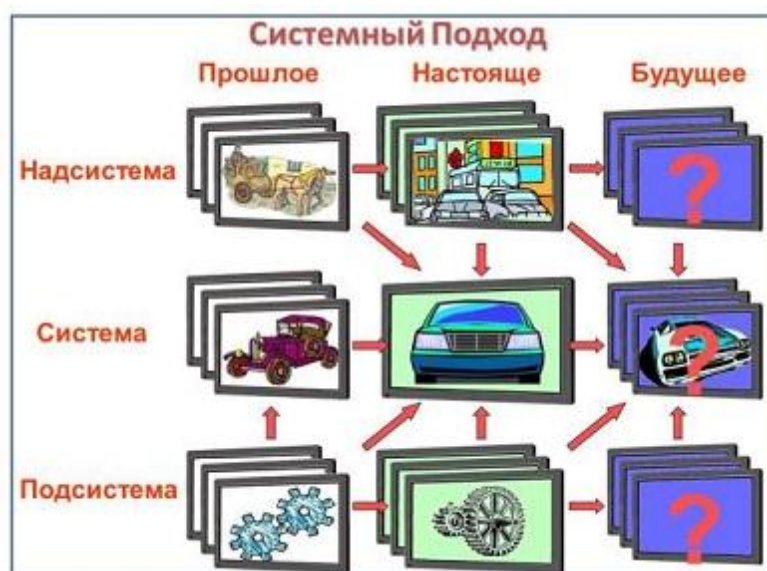 Системный Подход
Прошлое Настояще Будущее
Надсистема
?
Система
?
Подсистема
?